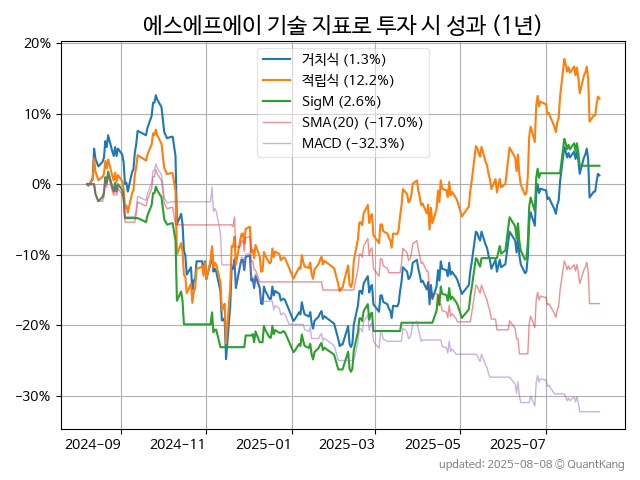 에스에프에이 기술 지표로 투자 시 성과 (1년)
거치식 (1.3%)
적립식 (12.2%)
SigM (2.6%)
SMA(20) (−17.0%)
MACD (−32.3%)
20%
10%
0%
−10%
−20%
−30%
2024-09 2024-11 2025-01 2025-03 2025-05 2025-07
updated: 2025-08-08 © QuantKang